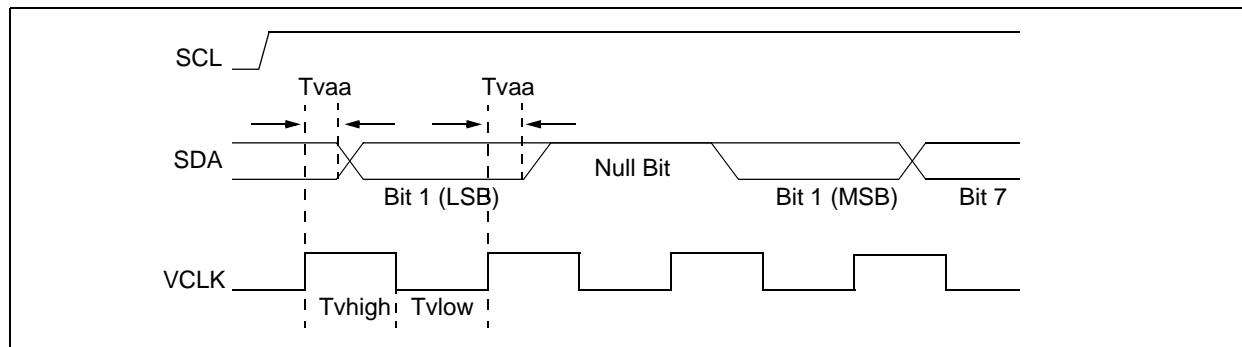 SCL
Tvaa Tvaa
SDA
Null Bit
Bit 1 (LSB) Bit 1 (MSB) Bit 7
VCLK
Tvhigh Tvlow